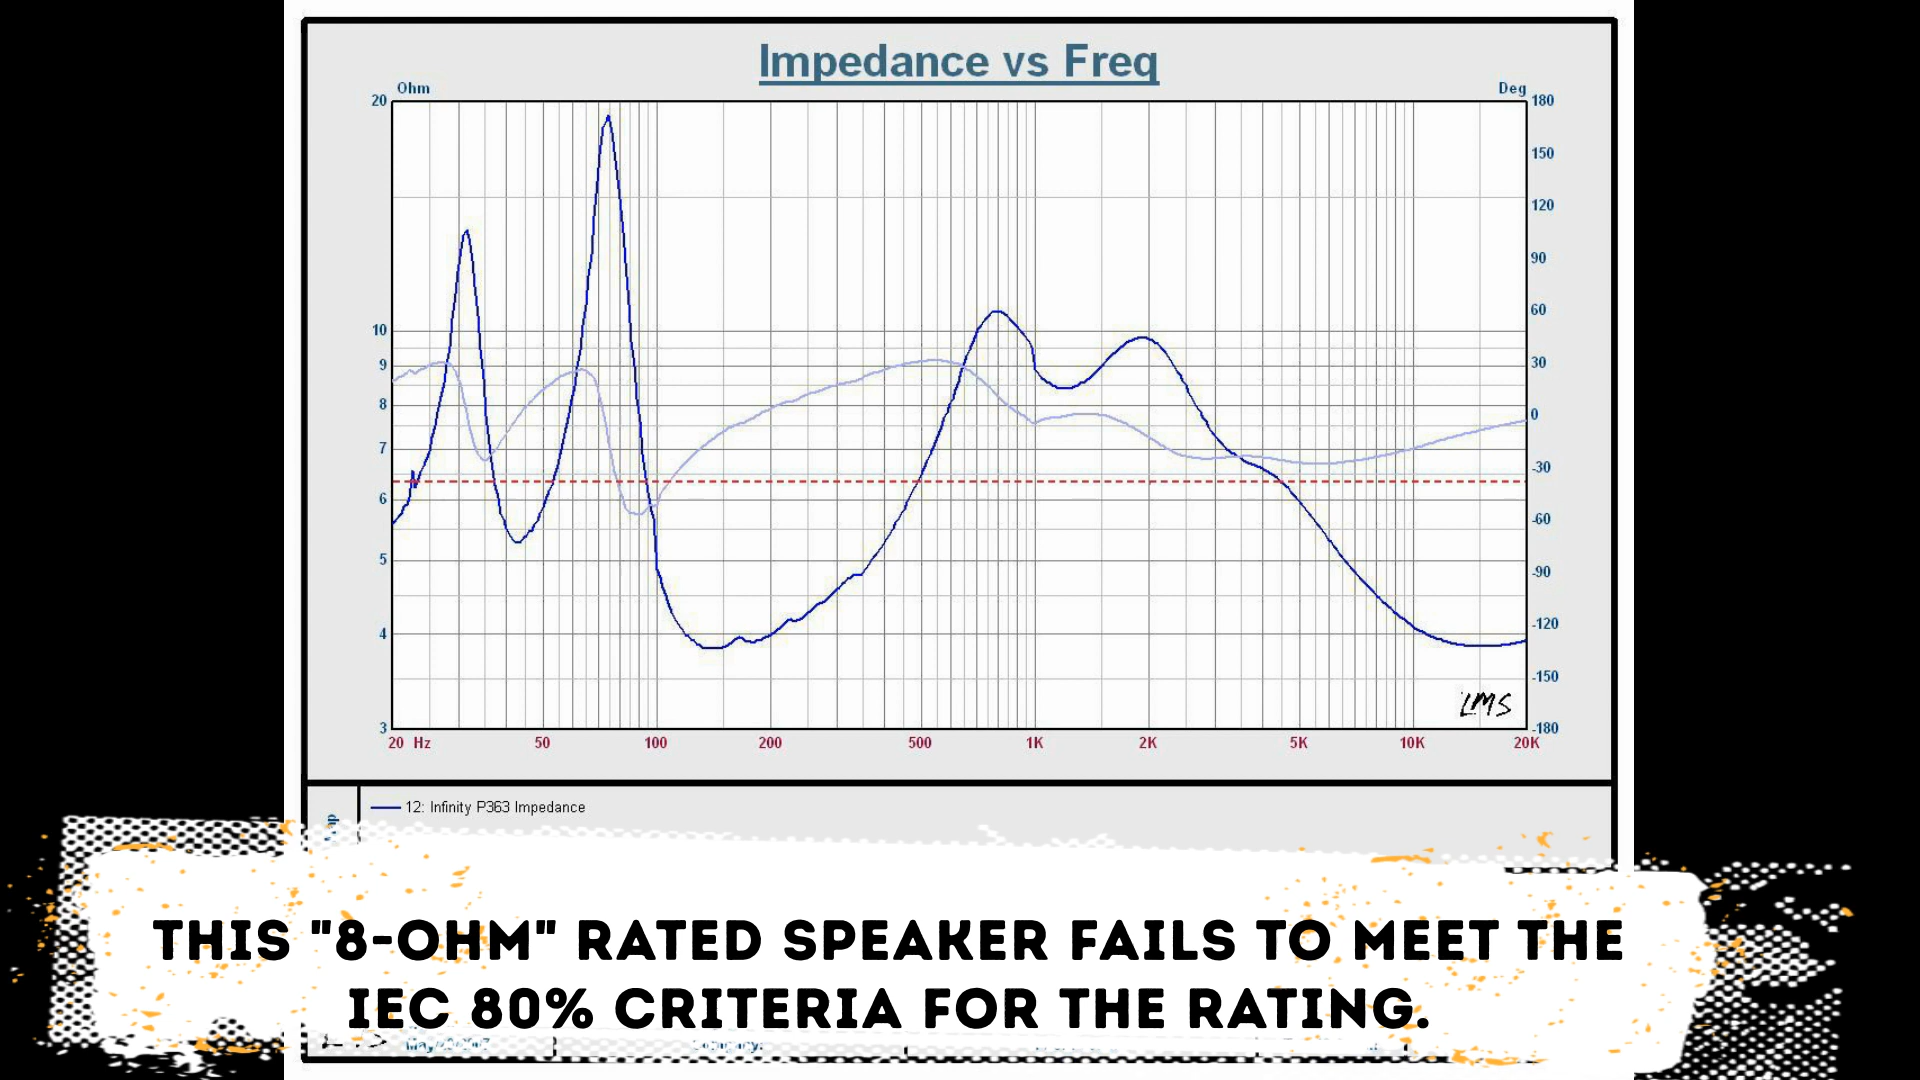 Impedance vs Freq
Ohm
Deg
20
10
9
8
7
6
5
4
3
180
150
120
90
60
30
0
-30
-60
-90
-120
-150
-180
LMS
20 Hz 50 100 200 500 1K 2K 5K 10K 20K
12: Infinity P363 Impedance
THIS "8-OHM" RATED SPEAKER FAILS TO MEET THE
IEC 80% CRITERIA FOR THE RATING.